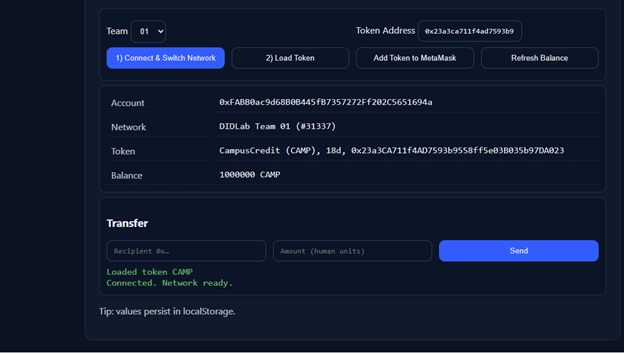 Team 01 Token Address 0x23a3ca711f4ad7593b9
1) Connect & Switch Network 2) Load Token Add Token to MetaMask Refresh Balance
Account 0xFABB0ac9d68B0B445fB7357272Ff202C5651694a
Network DIDLab Team 01 (#31337)
Token CampusCredit (CAMP), 18d, 0x23a3CA711f4AD7593b9558ff5e03B035b97DA023
Balance 1000000 CAMP
Transfer
Recipient 0x… Amount (human units) Send
Loaded token CAMP
Connected. Network ready.
Tip: values persist in localStorage.